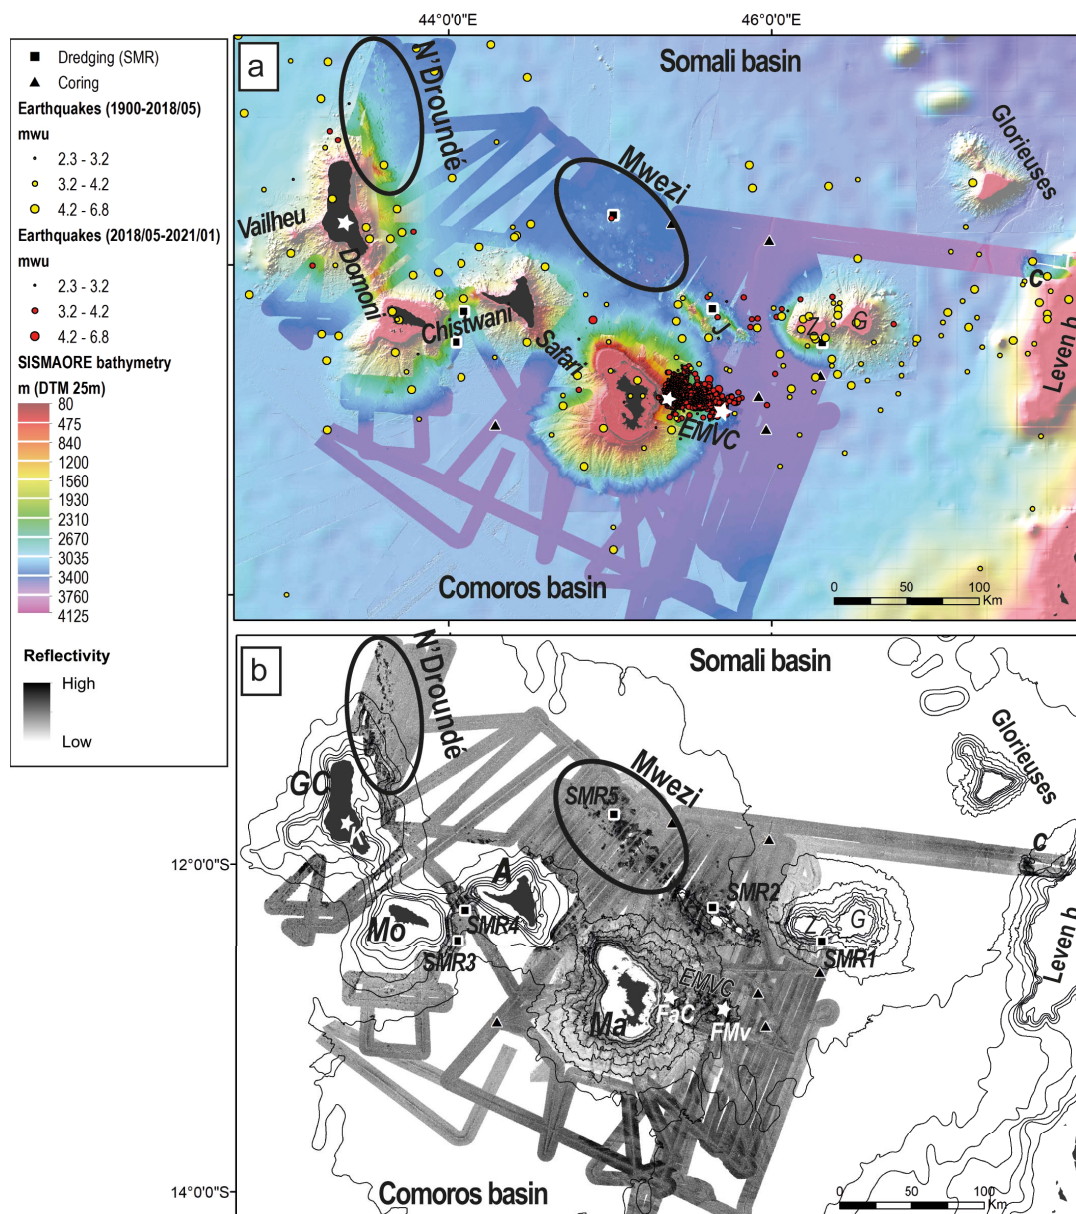 44°0'0"E
46°0'0"E
Dredging (SMR)
Coring
Earthquakes (1900-2018/05)
mwu
2.3 - 3.2
3.2 - 4.2
4.2 - 6.8
Earthquakes (2018/05-2021/01)
mwu
2.3 - 3.2
3.2 - 4.2
4.2 - 6.8
SISMAORE bathymetry
m (DTM 25m)
80
475
840
1200
1560
1930
2310
2670
3035
3400
3760
4125
Reflectivity
High
Low
a
Somali basin
N'Droundé
Mwezi
Glorieuses
Vailheu
Domoni
Chistwani
Safari
J
Z
G
C
Leven b.
EMVC
Comoros basin
0 50 100
Km
b
Somali basin
N'Droundé
Mwezi
Glorieuses
GC
K
SMR5
C
12°0'0"S
A
SMR2
Mo
SMR4
SMR3
Z
G
SMR1
Leven b
EMVC
Ma
FaC
FMv
14°0'0"S
Comoros basin
0 50 100
Km